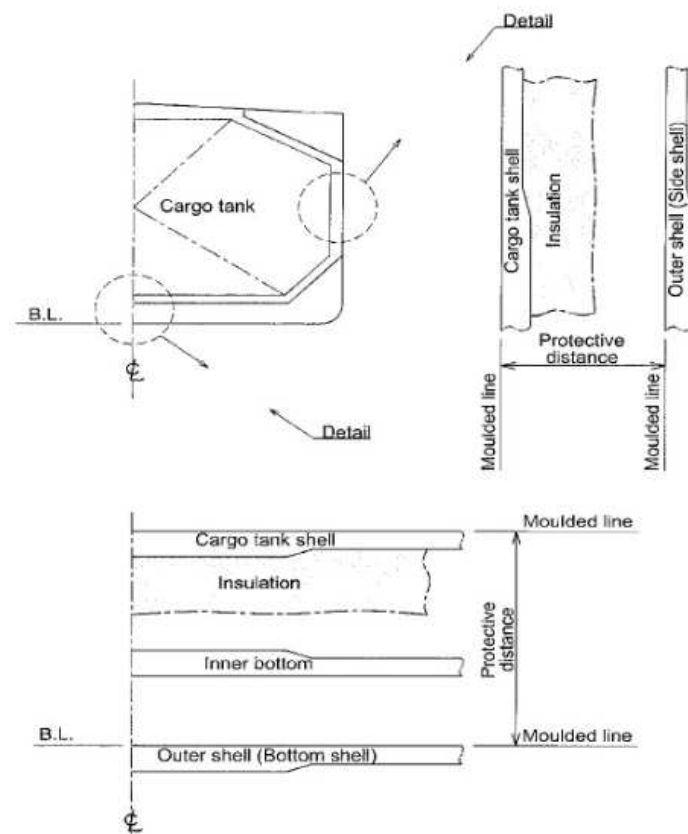 Detail
Cargo tank
B.L.
℄
Detail
Cargo tank shell
Insulation
Outer shell (Side shell)
Protective
distance
Moulded line
Moulded line
Cargo tank shell
Moulded line
Insulation
Inner bottom
Protective
distance
B.L.
Moulded line
Outer shell (Bottom shell)
℄